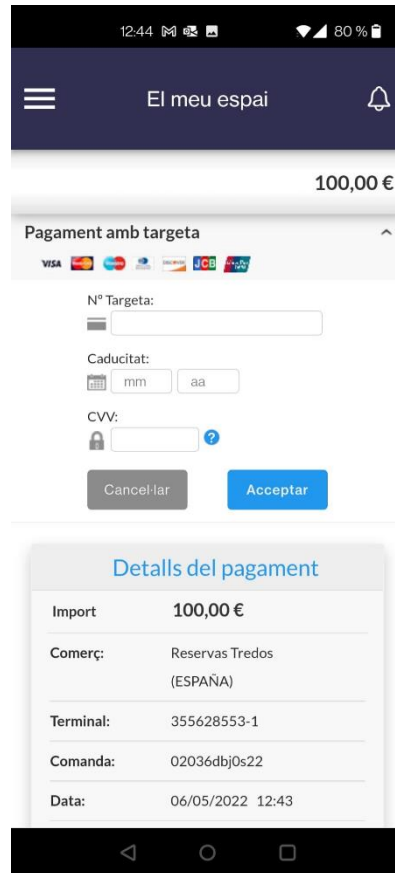 12:44 80 %
El meu espai
100,00 €
Pagament amb targeta
VISA JCB
Nº Targeta:
Caducitat:
mm aa
CVV:
?
Cancel·lar Acceptar
Detalls del pagament
Import 100,00 €
Comerç: Reservas Tredos
(ESPAÑA)
Terminal: 355628553-1
Comanda: 02036dbj0s22
Data: 06/05/2022 12:43